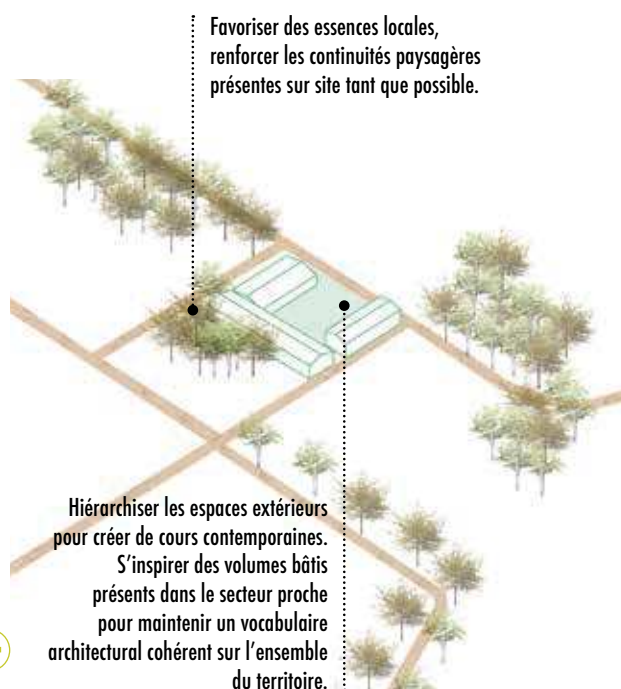 Favoriser des essences locales,
renforcer les continuités paysagères
présentes sur site tant que possible.
Hiérarchiser les espaces extérieurs
pour créer de cours contemporaines.
S’inspirer des volumes bâtis
présents dans le secteur proche
pour maintenir un vocabulaire
architectural cohérent sur l’ensemble
du territoire.